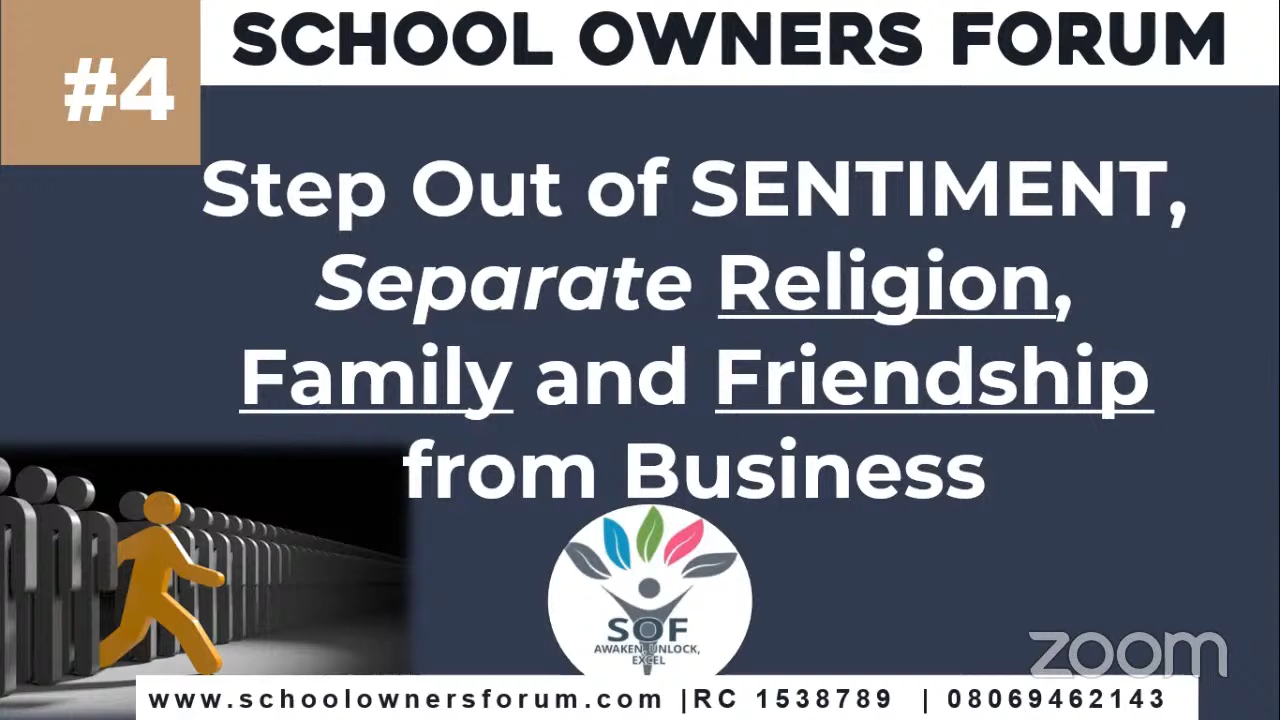 SCHOOL OWNERS FORUM
#4
Step Out of SENTIMENT,
Separate Religion,
Family and Friendship
from Business
SOF
AWAKEN, UNLOCK,
EXCEL
zoom
www.schoolownersforum.com |RC 1538789 | 08069462143